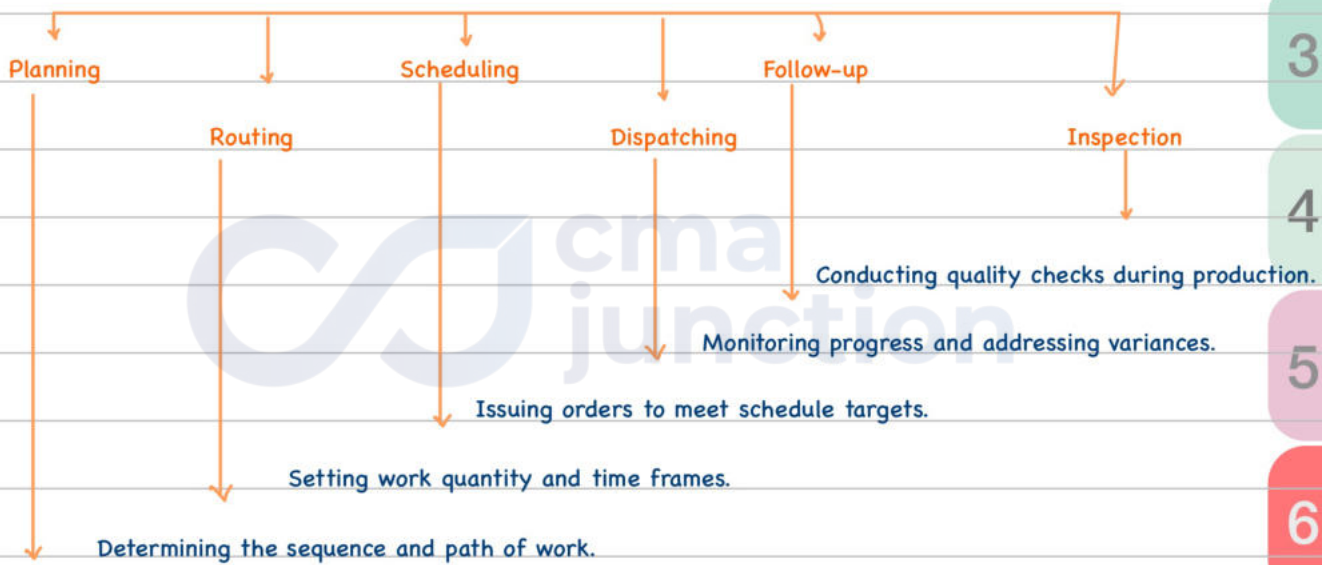 Planning
Scheduling
Follow-up
Routing
Dispatching
Inspection
Conducting quality checks during production.
Monitoring progress and addressing variances.
Issuing orders to meet schedule targets.
Setting work quantity and time frames.
Determining the sequence and path of work.
cma
junction
3
4
5
6